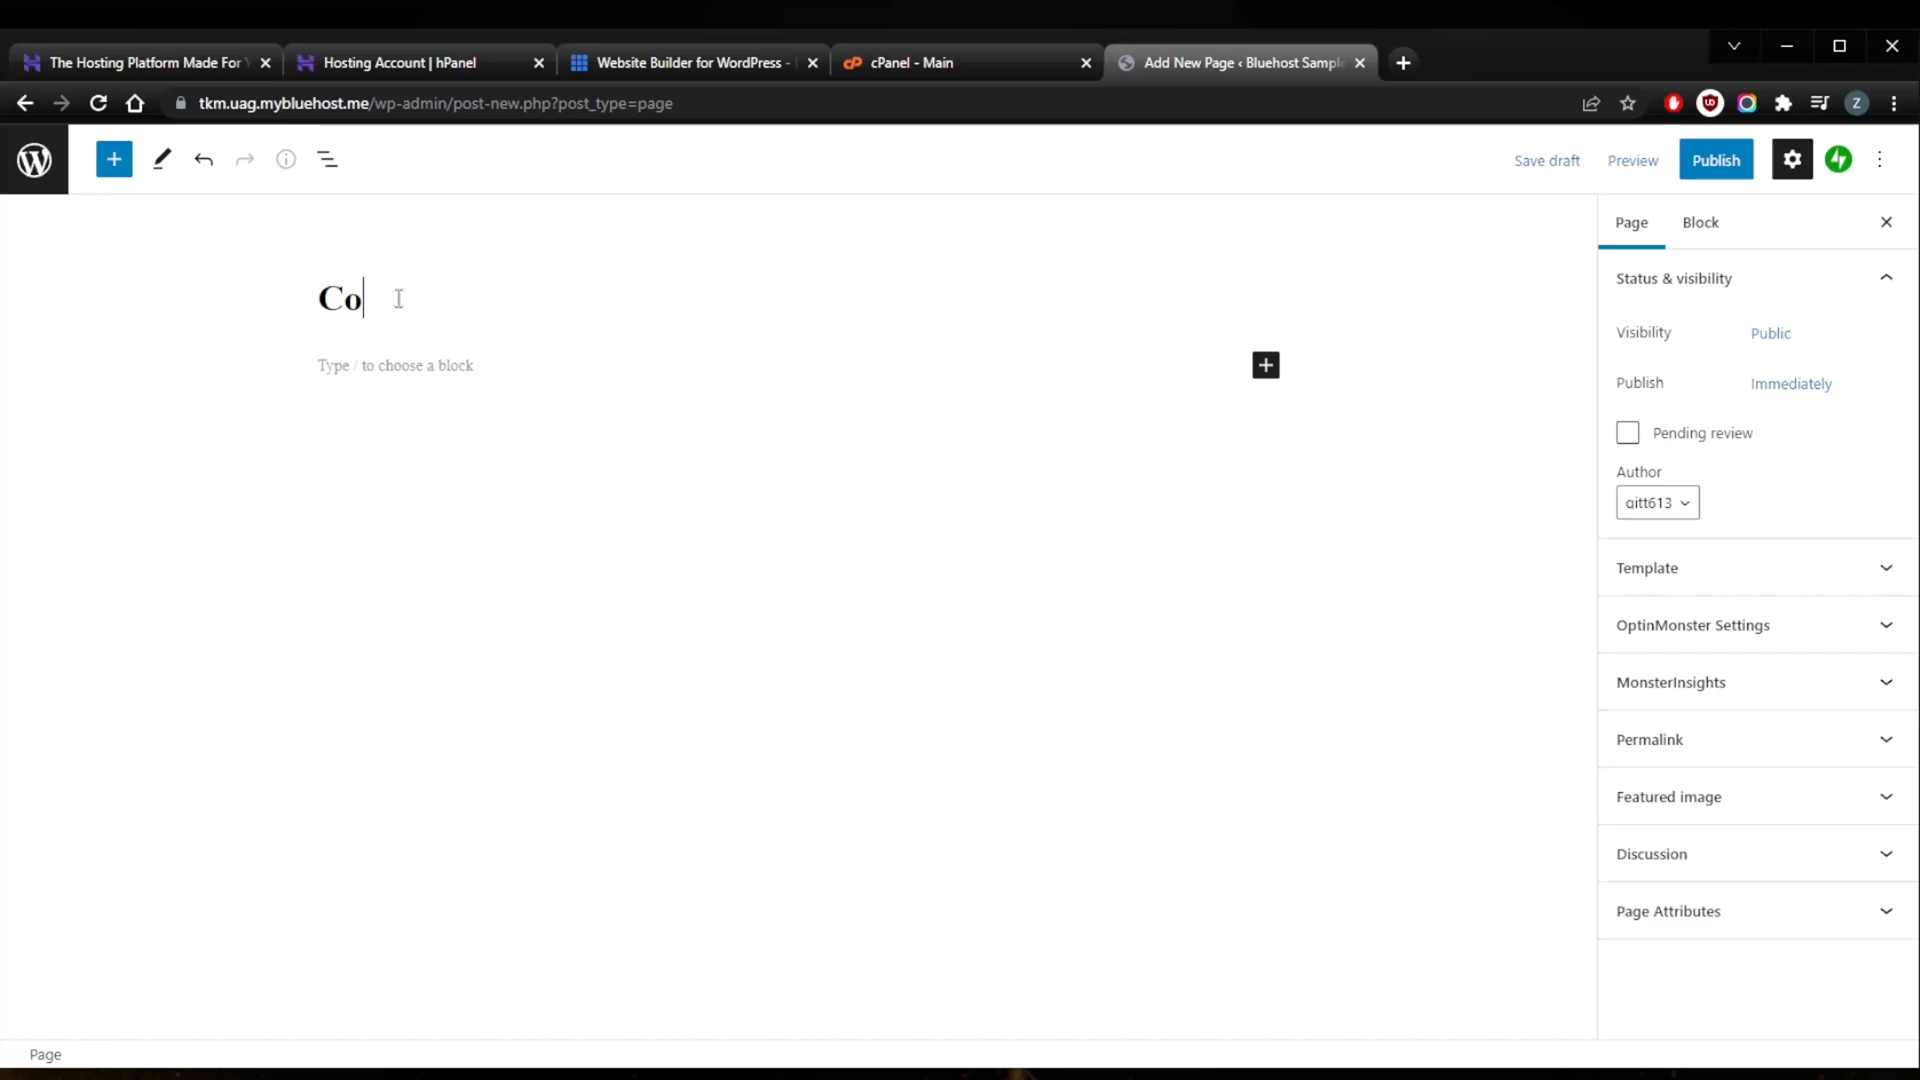 The Hosting Platform Made For
Hosting Account | hPanel
Website Builder for WordPress -
cPanel - Main
Add New Page ‹ Bluehost Sampl
tkm.uag.mybluehost.me/wp-admin/post-new.php?post_type=page
Z
Save draft
Preview
Publish
Page
Block
Status & visibility
Co
Visibility
Public
Type / to choose a block
Publish
Immediately
Pending review
Author
qitt613
Template
OptinMonster Settings
MonsterInsights
Permalink
Featured image
Discussion
Page Attributes
Page